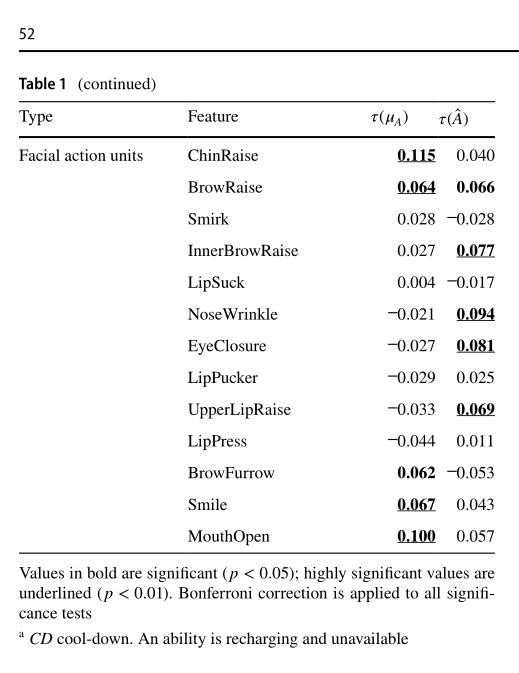 52
Table 1 (continued)
Type Feature τ(μ_A) τ(Â)
Facial action units ChinRaise 0.115 0.040
BrowRaise 0.064 0.066
Smirk 0.028 −0.028
InnerBrowRaise 0.027 0.077
LipSuck 0.004 −0.017
NoseWrinkle −0.021 0.094
EyeClosure −0.027 0.081
LipPucker −0.029 0.025
UpperLipRaise −0.033 0.069
LipPress −0.044 0.011
BrowFurrow 0.062 −0.053
Smile 0.067 0.043
MouthOpen 0.100 0.057
Values in bold are significant (p < 0.05); highly significant values are
underlined (p < 0.01). Bonferroni correction is applied to all signifi-
cance tests
a CD cool-down. An ability is recharging and unavailable